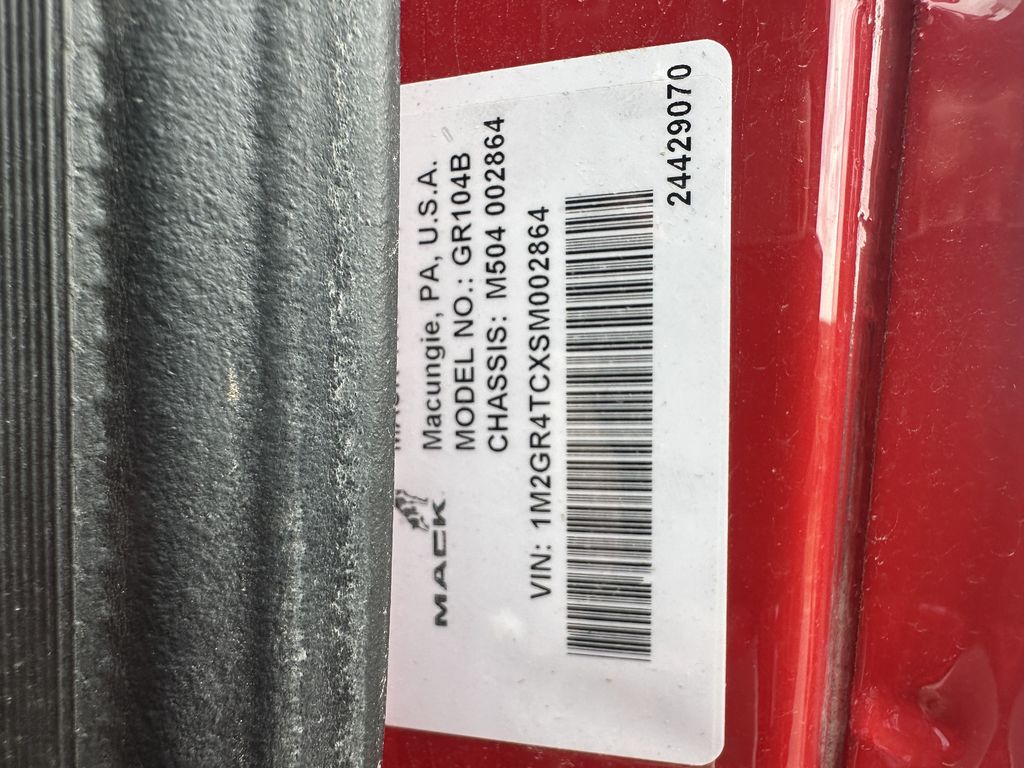 MACK
Macungie, PA, U.S.A.
MODEL NO.: GR104B
CHASSIS: M504 002864
VIN: 1M2GR4TCXSM002864
24429070